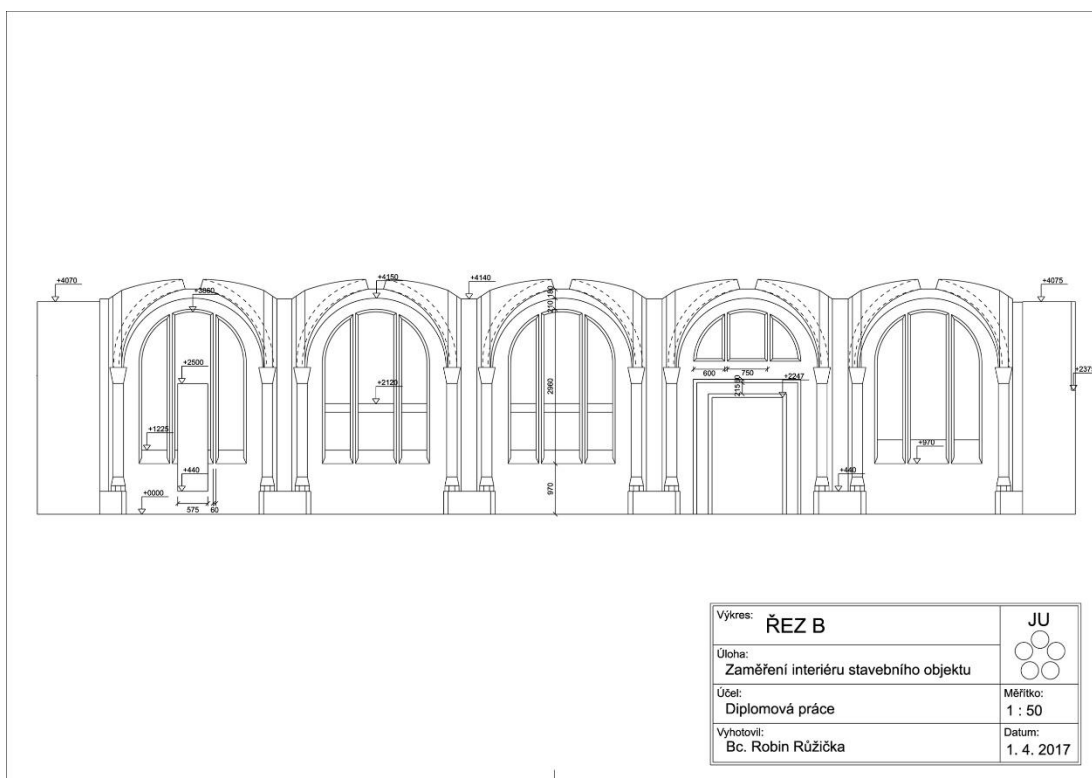 +4070
+3860
+4150
+4140
+4075
210 180
+2500
600
750
+2247
+2120
2960
+1225
+970
+440
+440
+0000
575
60
970
Výkres: ŘEZ B
JU
Úloha:
Zaměření interiéru stavebního objektu
Účel:
Diplomová práce
Měřítko:
1 : 50
Vyhotovil:
Bc. Robin Růžička
Datum:
1. 4. 2017